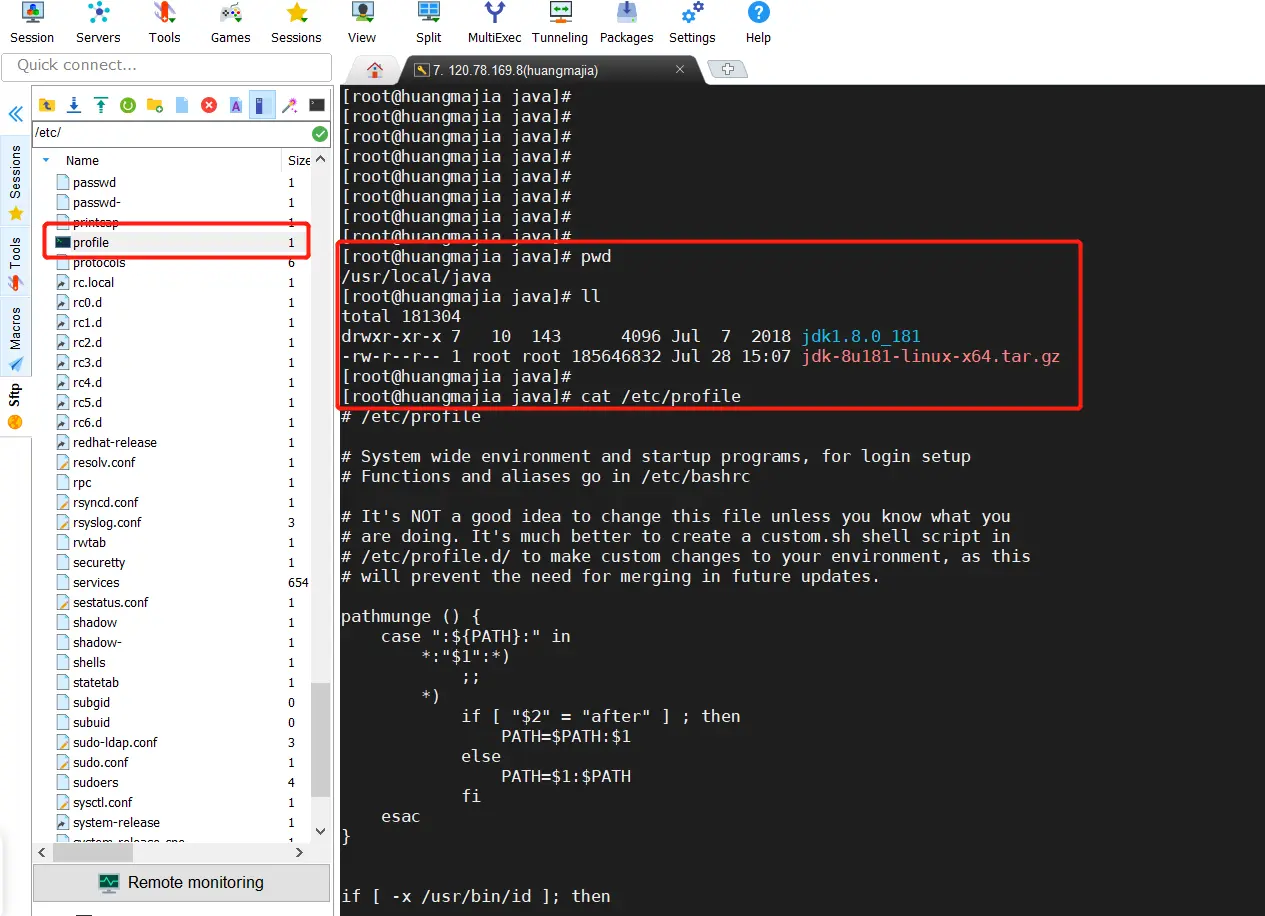 Session Servers Tools Games Sessions View Split MultiExec Tunneling Packages Settings Help
Quick connect...
7. 120.78.169.8(huangmajia)
/etc/
Sessions
Tools
Macros
Sftp
Name Size
passwd 1
passwd- 1
printcap 1
profile 1
protocols 6
rc.local 1
rc0.d 1
rc1.d 1
rc2.d 1
rc3.d 1
rc4.d 1
rc5.d 1
rc6.d 1
redhat-release 1
resolv.conf 1
rpc 1
rsyncd.conf 1
rsyslog.conf 3
rwtab 1
securetty 1
services 654
sestatus.conf 1
shadow 1
shadow- 1
shells 1
statetab 1
subgid 0
subuid 0
sudo-ldap.conf 3
sudo.conf 1
sudoers 4
sysctl.conf 1
system-release 1
system-release-cpe 1
Remote monitoring
[root@huangmajia java]#
[root@huangmajia java]#
[root@huangmajia java]#
[root@huangmajia java]#
[root@huangmajia java]#
[root@huangmajia java]#
[root@huangmajia java]#
[root@huangmajia java]#
[root@huangmajia java]# pwd
/usr/local/java
[root@huangmajia java]# ll
total 181304
drwxr-xr-x 7   10  143      4096 Jul  7  2018 jdk1.8.0_181
-rw-r--r-- 1 root root 185646832 Jul 28 15:07 jdk-8u181-linux-x64.tar.gz
[root@huangmajia java]#
[root@huangmajia java]# cat /etc/profile
# /etc/profile
# System wide environment and startup programs, for login setup
# Functions and aliases go in /etc/bashrc
# It's NOT a good idea to change this file unless you know what you
# are doing. It's much better to create a custom.sh shell script in
# /etc/profile.d/ to make custom changes to your environment, as this
# will prevent the need for merging in future updates.
pathmunge () {
    case ":${PATH}:" in
        *:"$1":*)
            ;;
        *)
            if [ "$2" = "after" ] ; then
                PATH=$PATH:$1
            else
                PATH=$1:$PATH
            fi
    esac
}
if [ -x /usr/bin/id ]; then